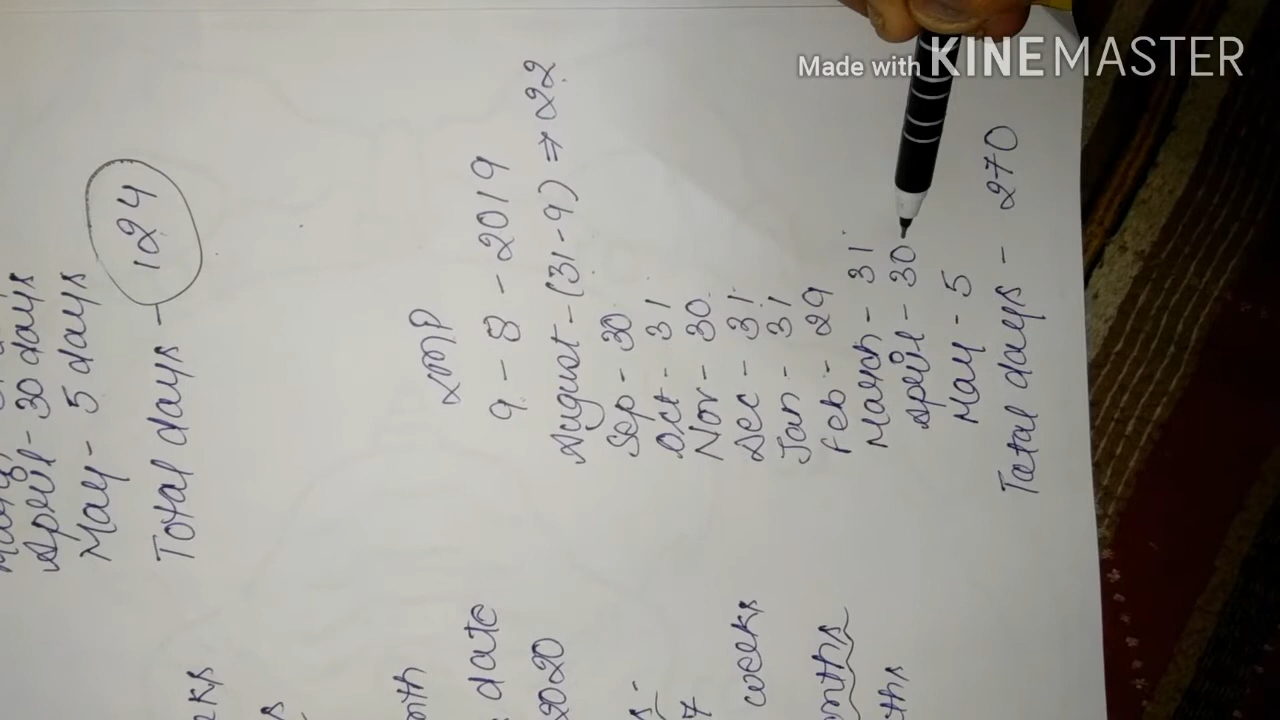 Made with KINEMASTER
April - 30 days
May - 5 days
Total days - 124
LMP
9 - 8 - 2019
August - (31-9) ⇒ 22
Sep - 30
Oct - 31
Nov - 30
Dec - 31
Jan - 31
Feb - 29
March - 31
April - 30
May - 5
Total days - 270
date
2020
7
weeks